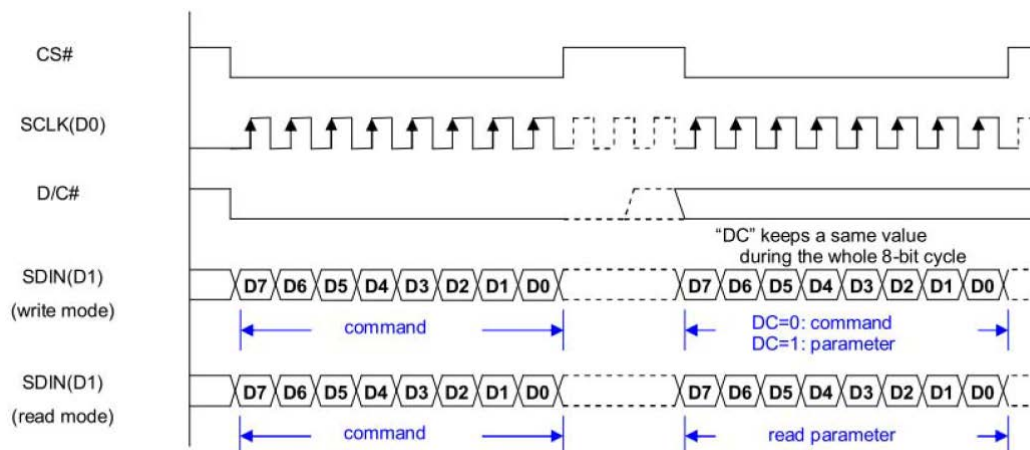 CS#
SCLK(D0)
D/C#
“DC” keeps a same value
during the whole 8-bit cycle
SDIN(D1)
(write mode)
D7 D6 D5 D4 D3 D2 D1 D0
D7 D6 D5 D4 D3 D2 D1 D0
command
DC=0: command
DC=1: parameter
SDIN(D1)
(read mode)
D7 D6 D5 D4 D3 D2 D1 D0
D7 D6 D5 D4 D3 D2 D1 D0
command
read parameter